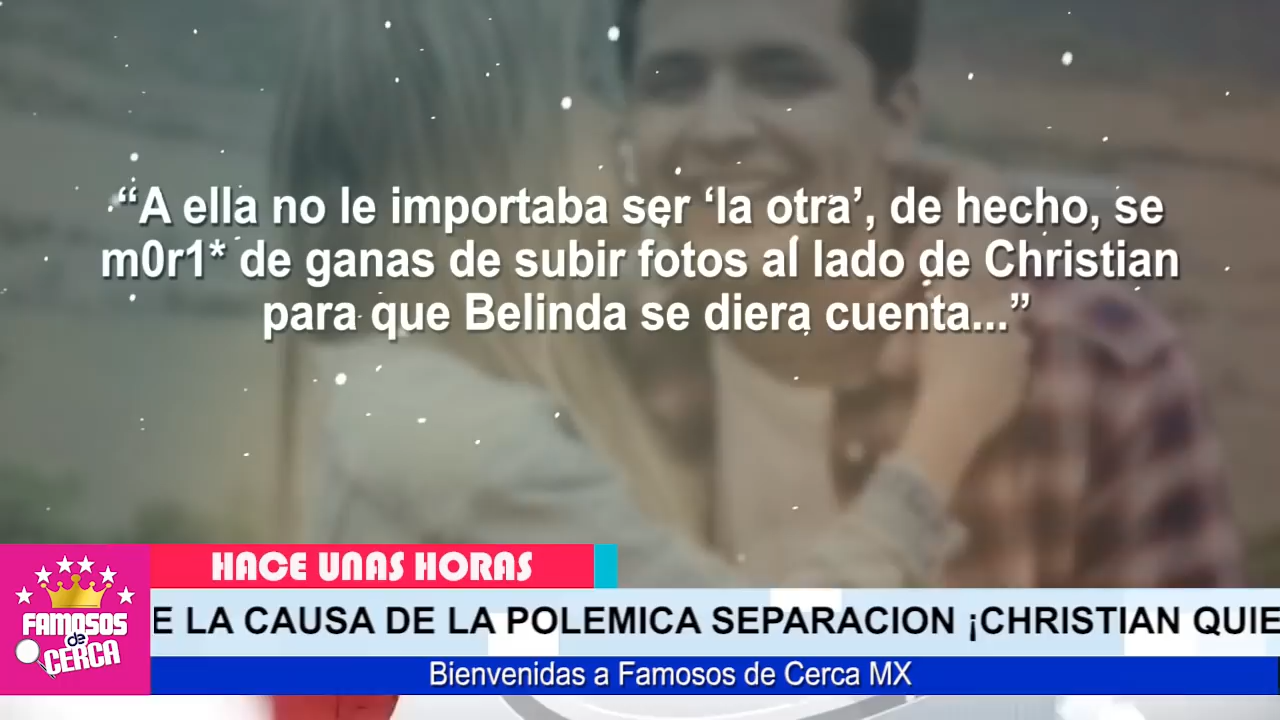 “A ella no le importaba ser ‘la otra’, de hecho, se
m0r1* de ganas de subir fotos al lado de Christian
para que Belinda se diera cuenta...”
HACE UNAS HORAS
E LA CAUSA DE LA POLEMICA SEPARACION ¡CHRISTIAN QUIE
FAMOSOS
de
CERCA
Bienvenidas a Famosos de Cerca MX